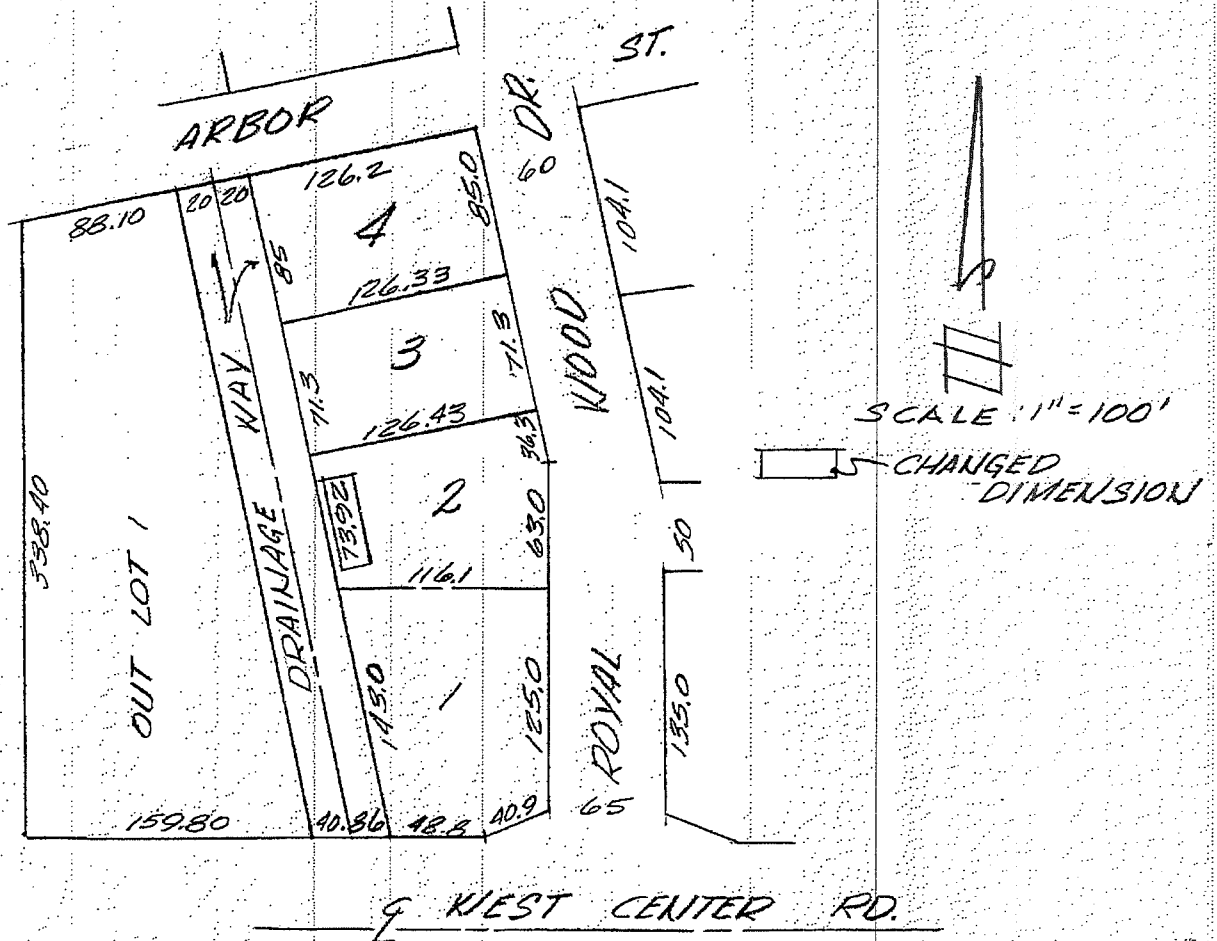 ST.
ARBOR
DR.
60
88.10
20 20
126.2
85.0
4
85
126.33
104.1
3
71.3
71.3
WOOD
104.1
126.43
36.3
SCALE : 1" = 100'
CHANGED
DIMENSION
WAY
DRAINAGE
73.92
2
63.0
50
116.1
338.40
OUT LOT 1
143.0
1
125.0
ROYAL
135.0
159.80
40.86
48.8
40.9
65
℄ WEST CENTER RD.